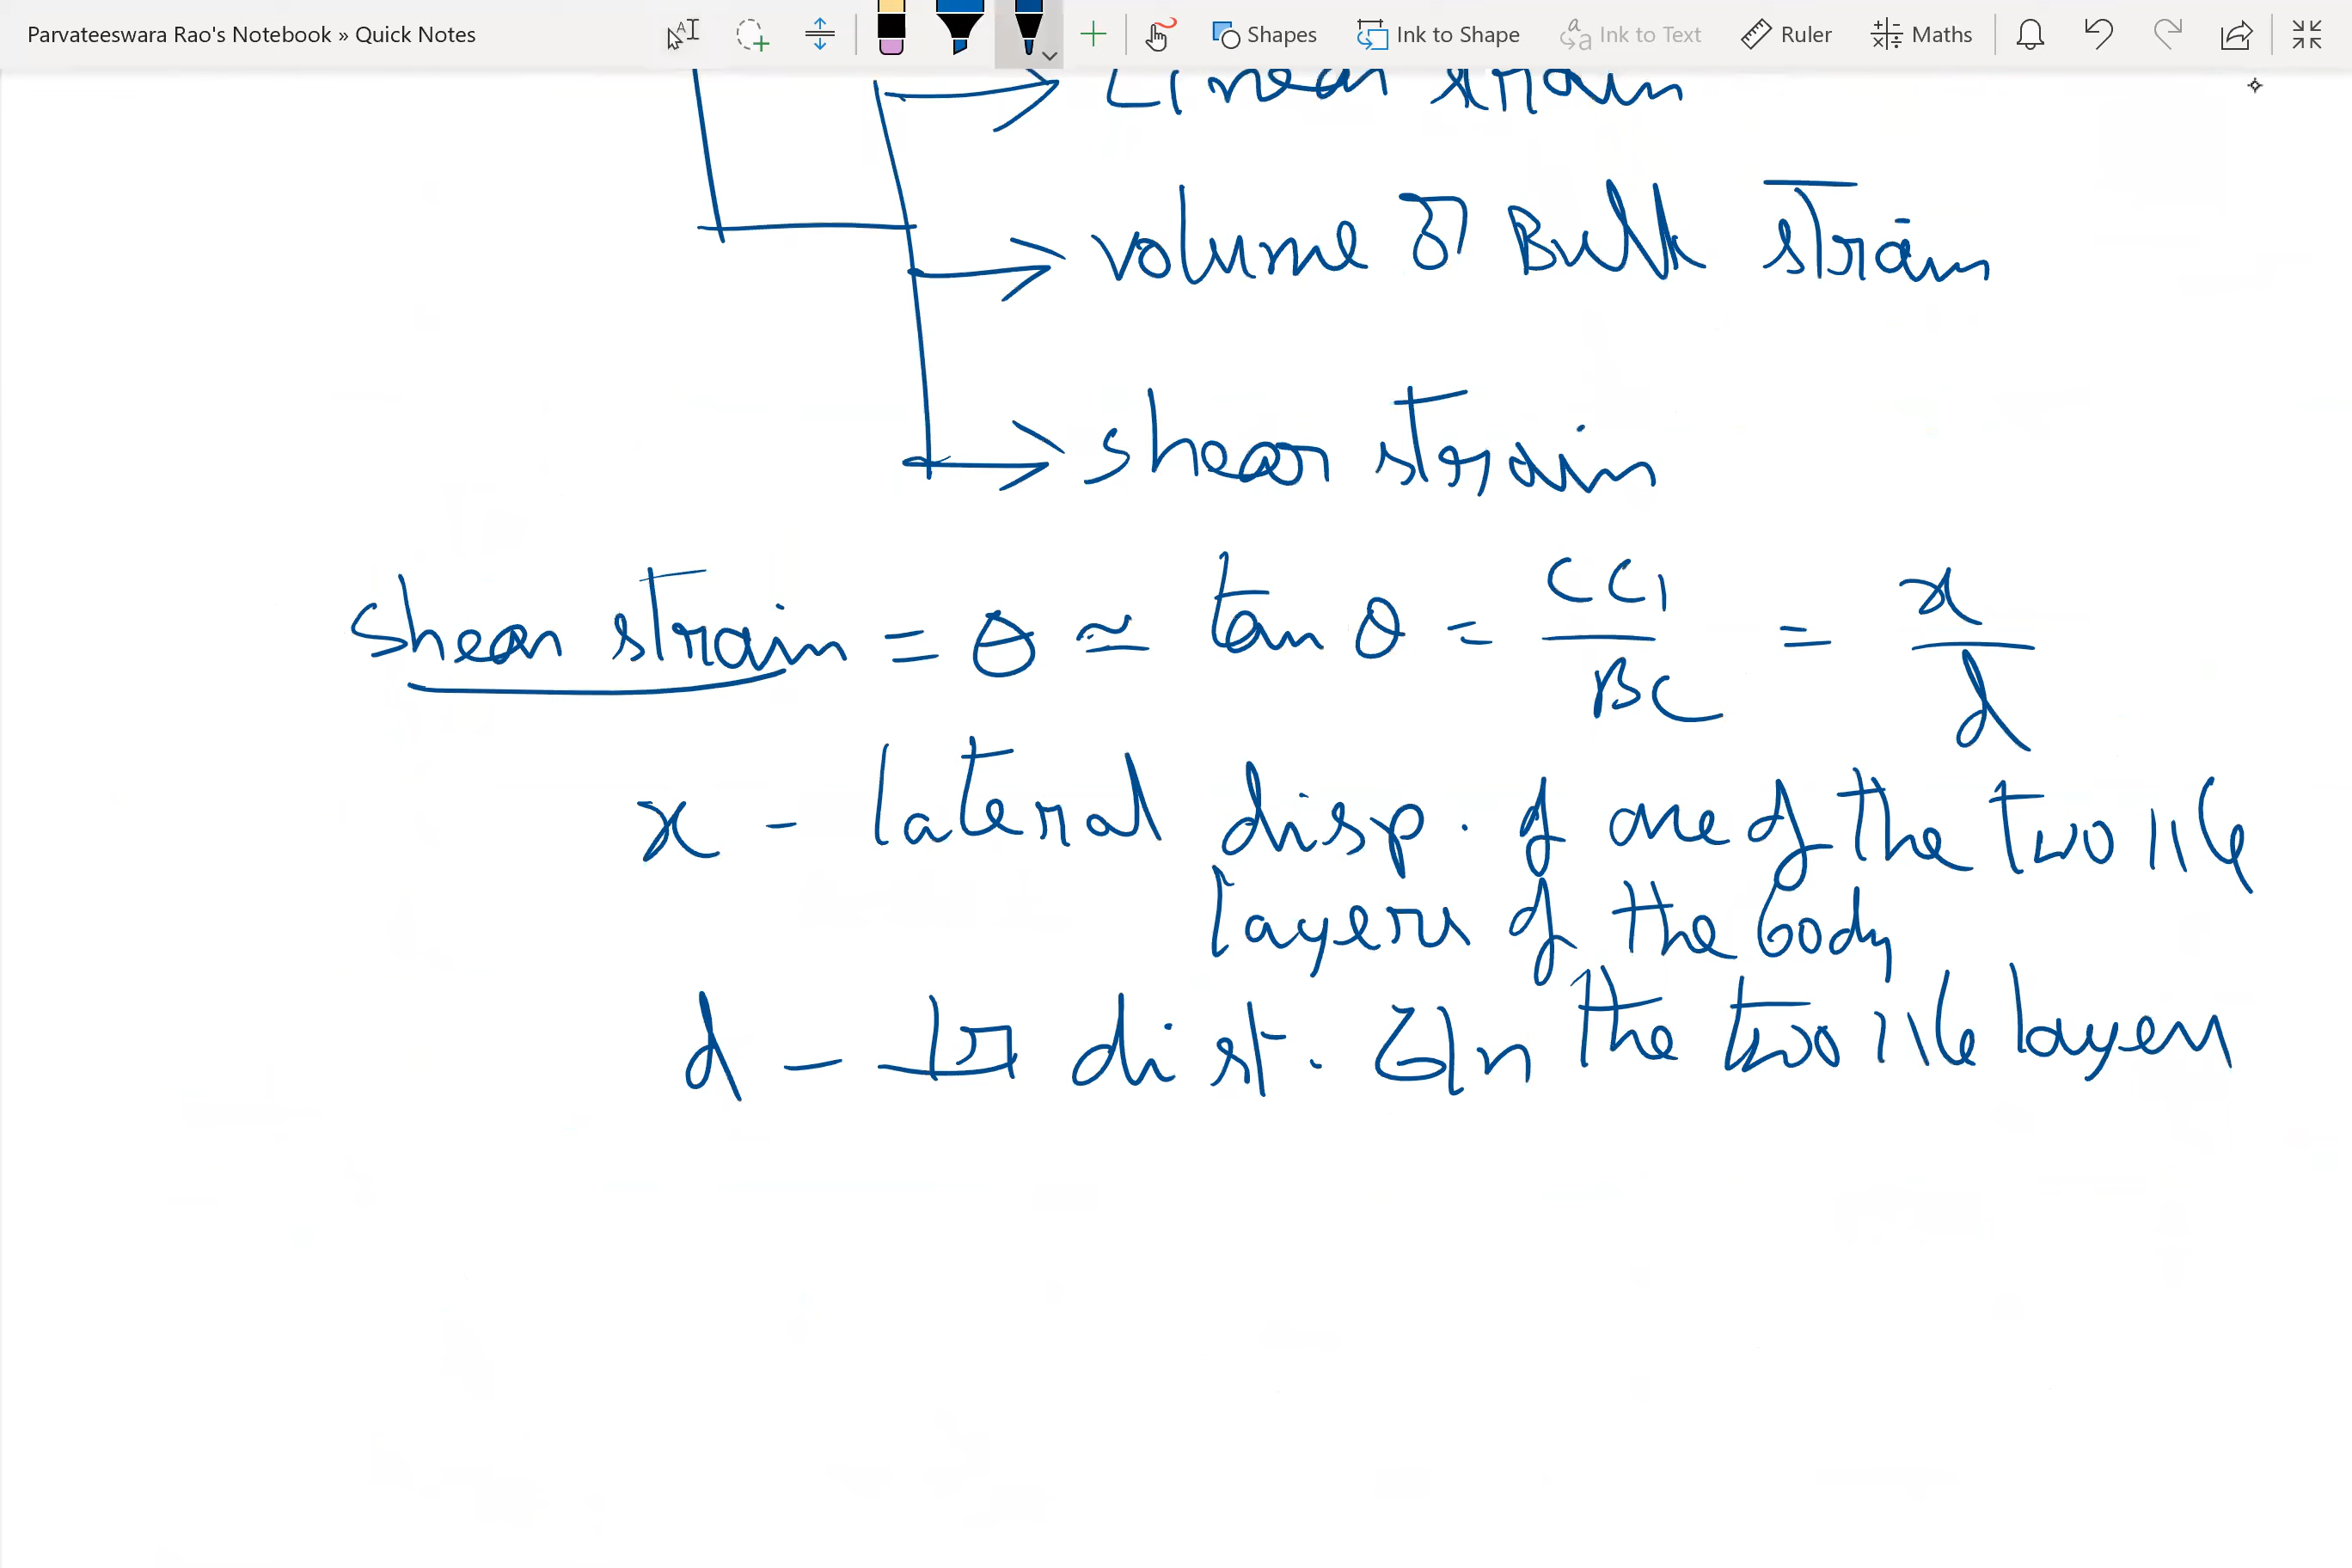 Parvateeswara Rao's Notebook » Quick Notes Shapes Ink to Shape Ink to Text Ruler Maths
Linear strain
volume or Bulk strain
shear strain
shear strain = θ ≃ tan θ = CC1/BC = x/d
x - lateral disp. of one of the two ||le
layers of the body
d - ⊥r dist. b/n the two ||le layers